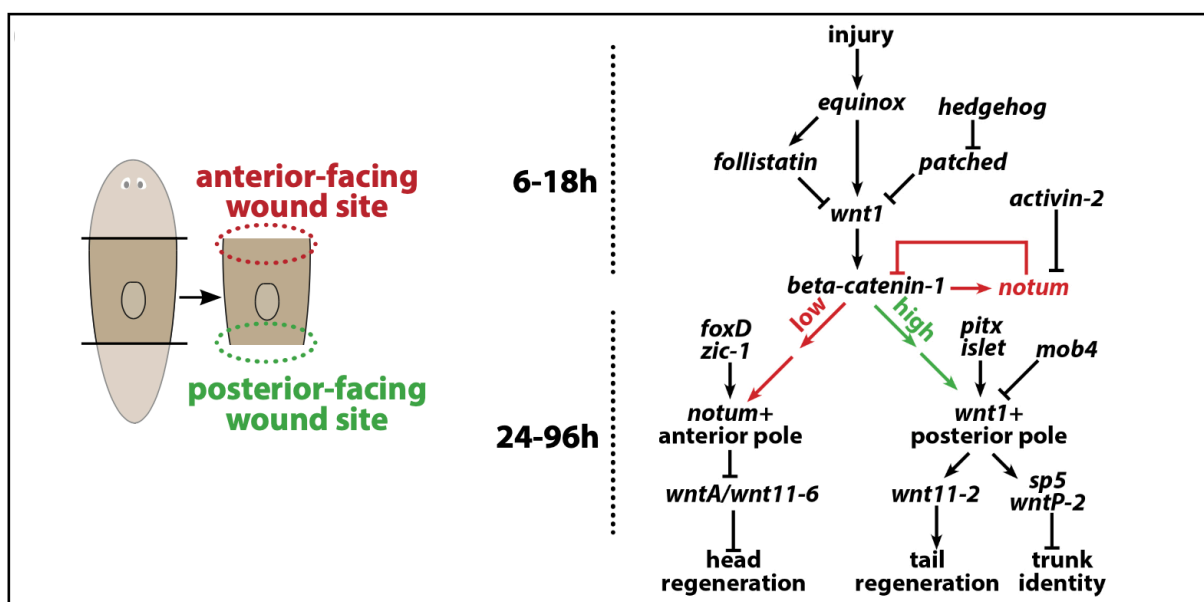 anterior-facing
wound site
posterior-facing
wound site
6-18h
24-96h
injury
equinox
hedgehog
follistatin
patched
wnt1
activin-2
beta-catenin-1
notum
low
high
foxD
zic-1
pitx
islet
mob4
notum+
anterior pole
wnt1+
posterior pole
wntA/wnt11-6
wnt11-2
sp5
wntP-2
head
regeneration
tail
regeneration
trunk
identity